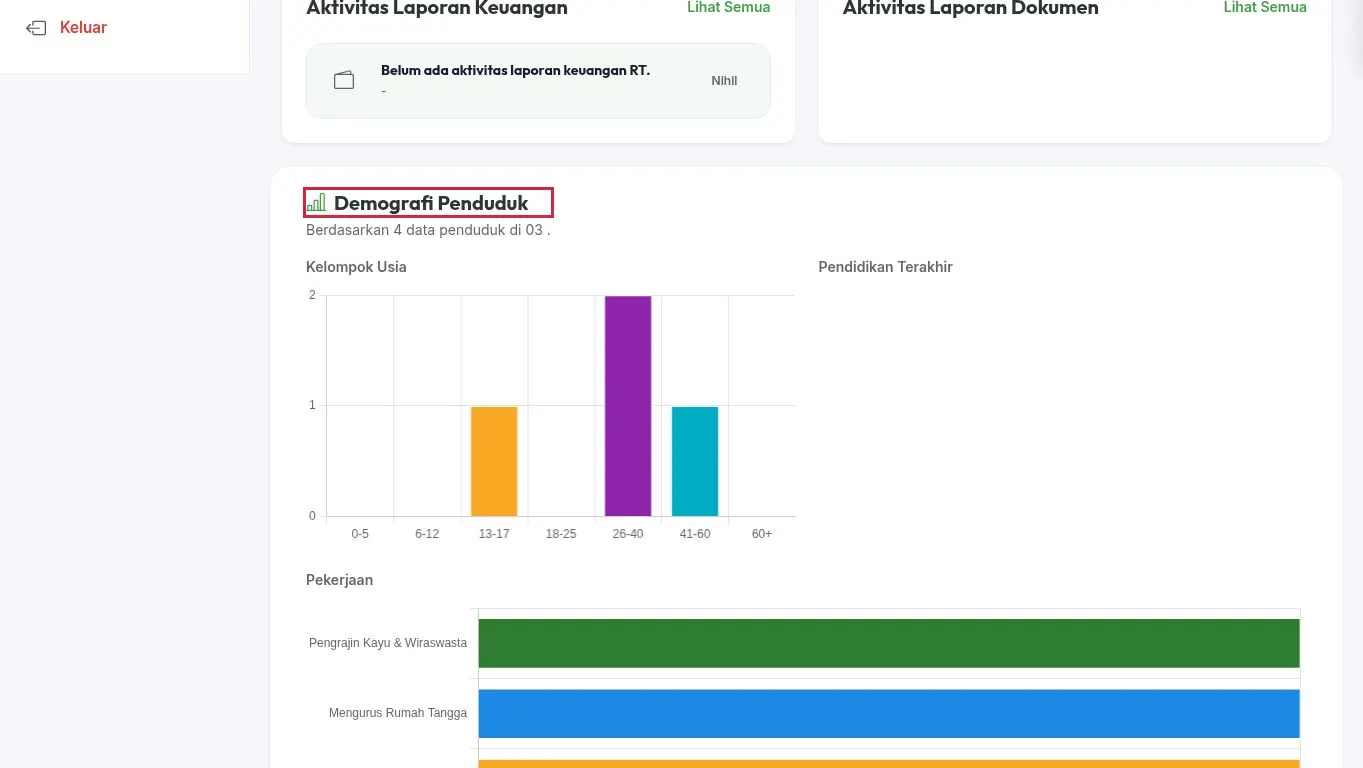 Keluar
Aktivitas Laporan Keuangan
Lihat Semua
Belum ada aktivitas laporan keuangan RT.
-
Nihil
Aktivitas Laporan Dokumen
Lihat Semua
Demografi Penduduk
Berdasarkan 4 data penduduk di 03 .
Kelompok Usia
2
1
0
0-5 6-12 13-17 18-25 26-40 41-60 60+
Pendidikan Terakhir
Pekerjaan
Pengrajin Kayu & Wiraswasta
Mengurus Rumah Tangga